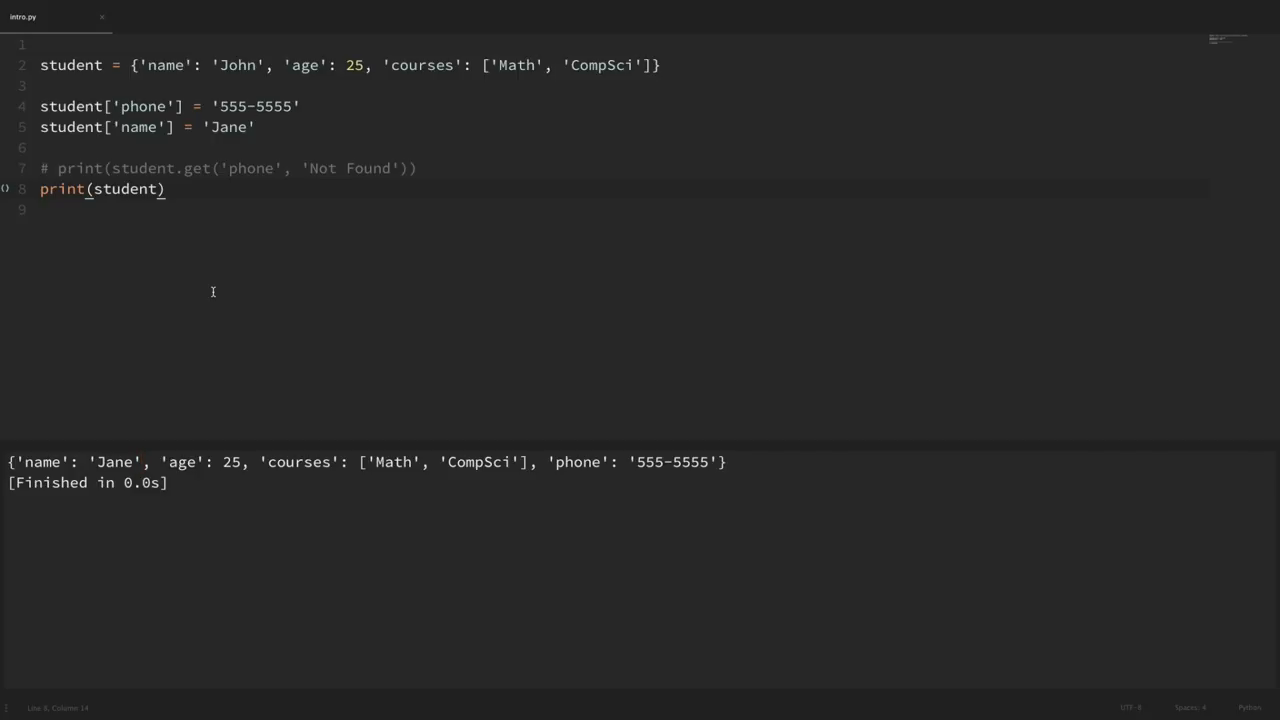 intro.py ×
1
2 student = {'name': 'John', 'age': 25, 'courses': ['Math', 'CompSci']}
3
4 student['phone'] = '555-5555'
5 student['name'] = 'Jane'
6
7 # print(student.get('phone', 'Not Found'))
() 8 print(student)
9
{'name': 'Jane', 'age': 25, 'courses': ['Math', 'CompSci'], 'phone': '555-5555'}
[Finished in 0.0s]
Line 8, Column 14 UTF-8 Spaces: 4 Python